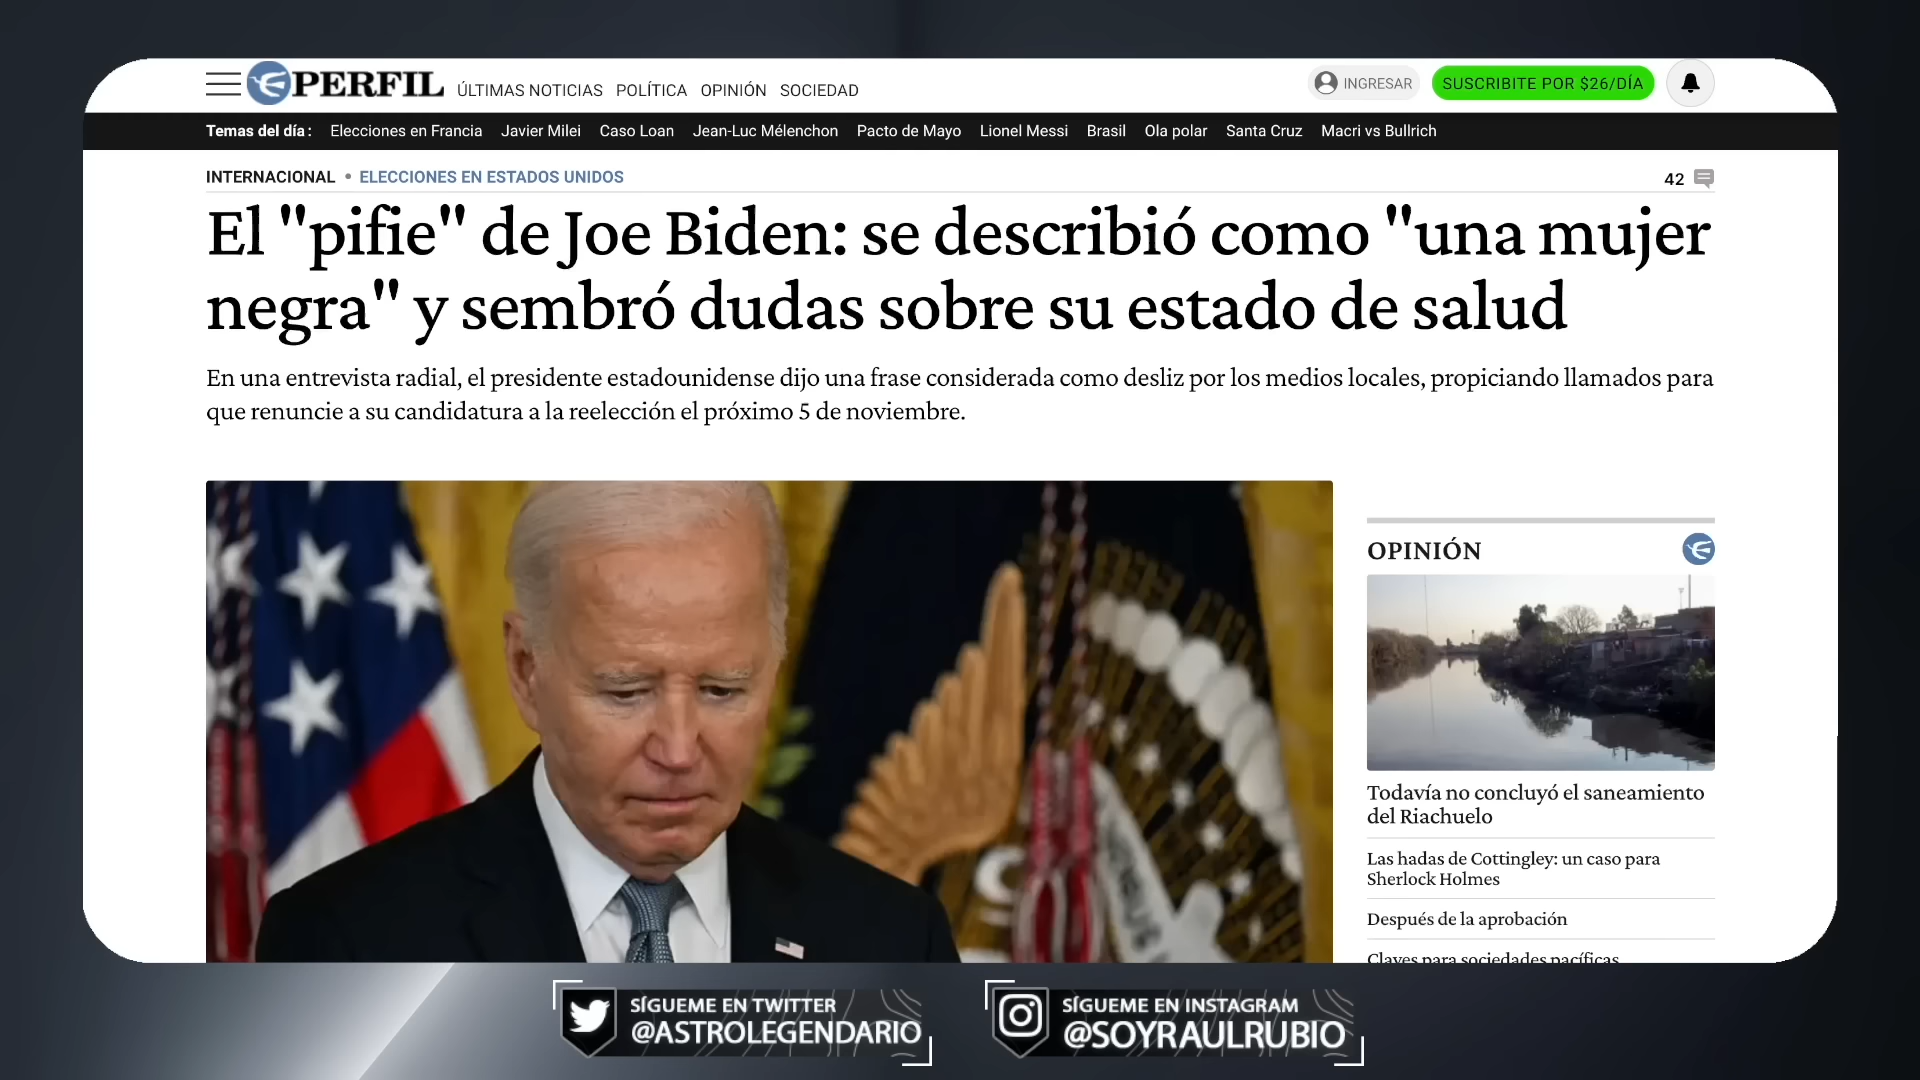 PERFIL
ÚLTIMAS NOTICIAS POLÍTICA OPINIÓN SOCIEDAD
INGRESAR
SUSCRIBITE POR $26/DÍA
Temas del día: Elecciones en Francia Javier Milei Caso Loan Jean-Luc Mélenchon Pacto de Mayo Lionel Messi Brasil Ola polar Santa Cruz Macri vs Bullrich
INTERNACIONAL • ELECCIONES EN ESTADOS UNIDOS
42
El "pifie" de Joe Biden: se describió como "una mujer
negra" y sembró dudas sobre su estado de salud
En una entrevista radial, el presidente estadounidense dijo una frase considerada como desliz por los medios locales, propiciando llamados para
que renuncie a su candidatura a la reelección el próximo 5 de noviembre.
OPINIÓN
Todavía no concluyó el saneamiento
del Riachuelo
Las hadas de Cottingley: un caso para
Sherlock Holmes
Después de la aprobación
Claves para sociedades pacíficas
SÍGUEME EN TWITTER
@ASTROLEGENDARIO
SÍGUEME EN INSTAGRAM
@SOYRAULRUBIO